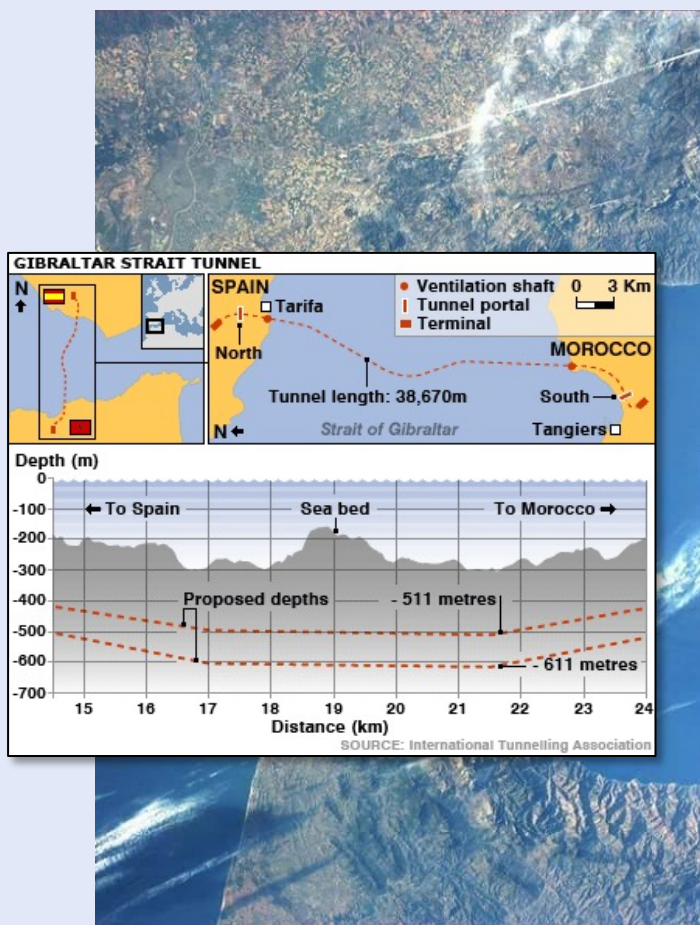 GIBRALTAR STRAIT TUNNEL
N
SPAIN
Tarifa
North
Tunnel length: 38,670m
N
Strait of Gibraltar
Ventilation shaft
Tunnel portal
Terminal
0 3 Km
MOROCCO
South
Tangiers
Depth (m)
0
-100
-200
-300
-400
-500
-600
-700
To Spain
Sea bed
To Morocco
Proposed depths
- 511 metres
- 611 metres
15 16 17 18 19 20 21 22 23 24
Distance (km)
SOURCE: International Tunnelling Association